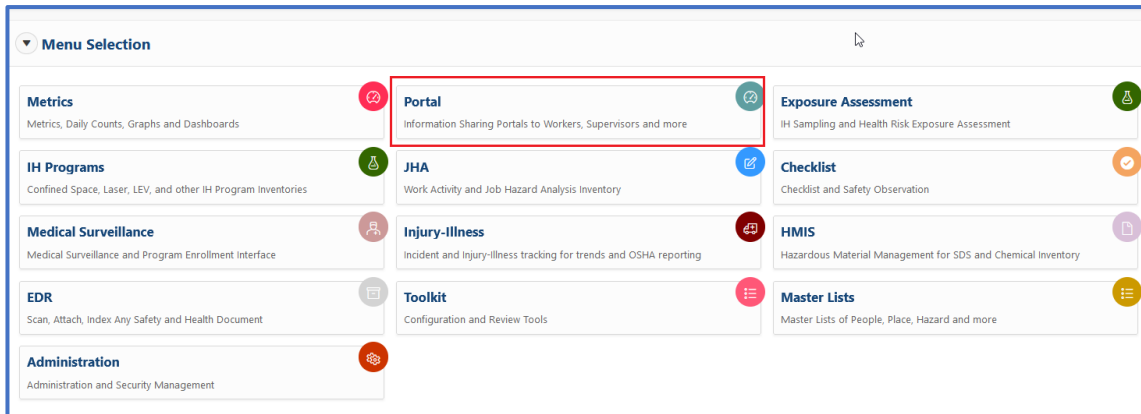 Menu Selection
Metrics
Metrics, Daily Counts, Graphs and Dashboards
Portal
Information Sharing Portals to Workers, Supervisors and more
Exposure Assessment
IH Sampling and Health Risk Exposure Assessment
IH Programs
Confined Space, Laser, LEV, and other IH Program Inventories
JHA
Work Activity and Job Hazard Analysis Inventory
Checklist
Checklist and Safety Observation
Medical Surveillance
Medical Surveillance and Program Enrollment Interface
Injury-Illness
Incident and Injury-Illness tracking for trends and OSHA reporting
HMIS
Hazardous Material Management for SDS and Chemical Inventory
EDR
Scan, Attach, Index Any Safety and Health Document
Toolkit
Configuration and Review Tools
Master Lists
Master Lists of People, Place, Hazard and more
Administration
Administration and Security Management